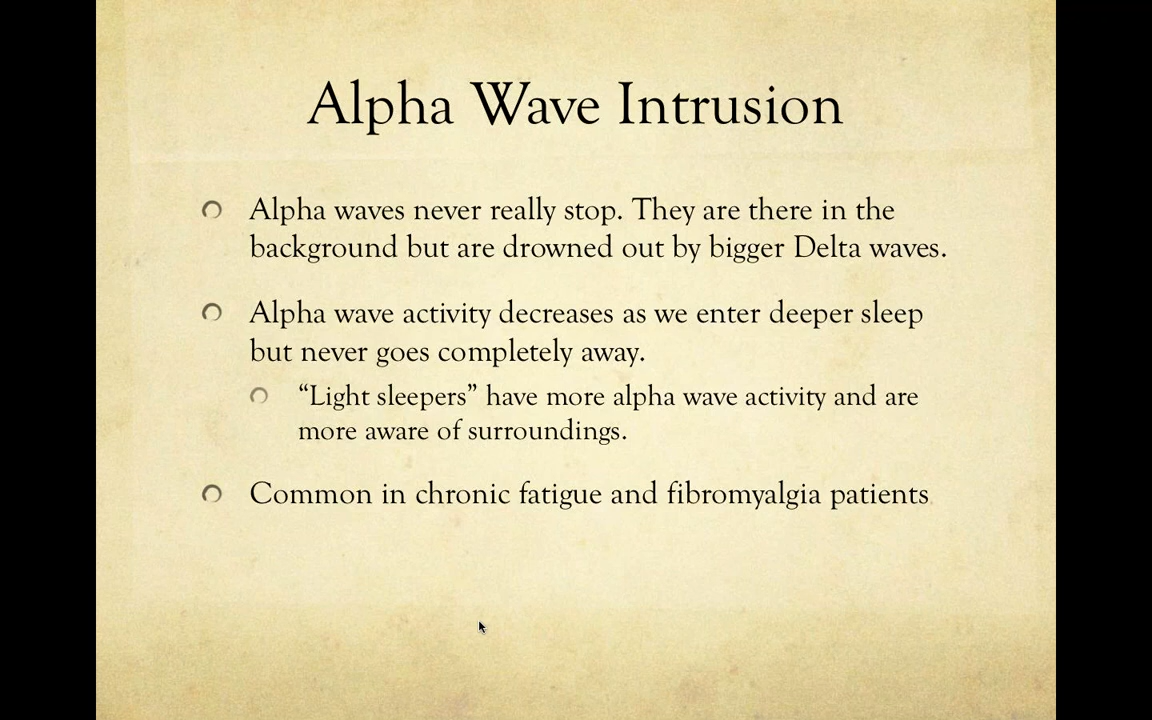 Alpha Wave Intrusion
Alpha waves never really stop. They are there in the
background but are drowned out by bigger Delta waves.
Alpha wave activity decreases as we enter deeper sleep
but never goes completely away.
“Light sleepers” have more alpha wave activity and are
more aware of surroundings.
Common in chronic fatigue and fibromyalgia patients